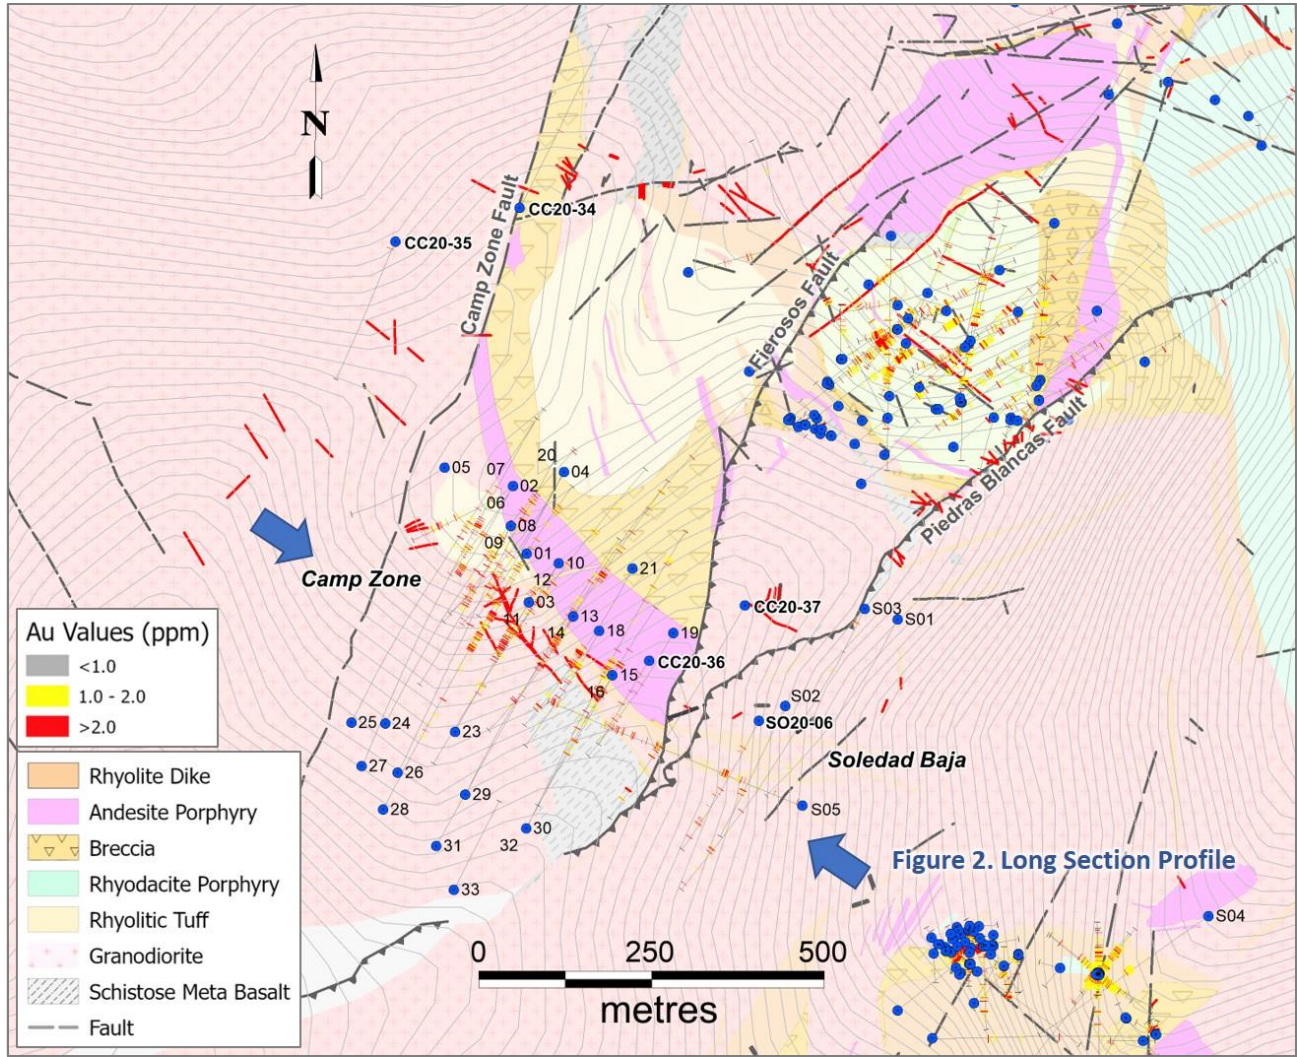 N
CC20-34
CC20-35
Camp Zone Fault
Fierosos Fault
Piedras Blancas Fault
05
07
20
04
02
06
08
09
01
10
21
12
03
11
13
14
18
19
15
16
CC20-36
CC20-37
S03
S01
S02
SO20-06
Camp Zone
Soledad Baja
S05
25
24
23
27
26
28
29
30
31
32
33
S04
Figure 2. Long Section Profile
Au Values (ppm)
<1.0
1.0 - 2.0
>2.0
Rhyolite Dike
Andesite Porphyry
Breccia
Rhyodacite Porphyry
Rhyolitic Tuff
Granodiorite
Schistose Meta Basalt
Fault
0 250 500
metres